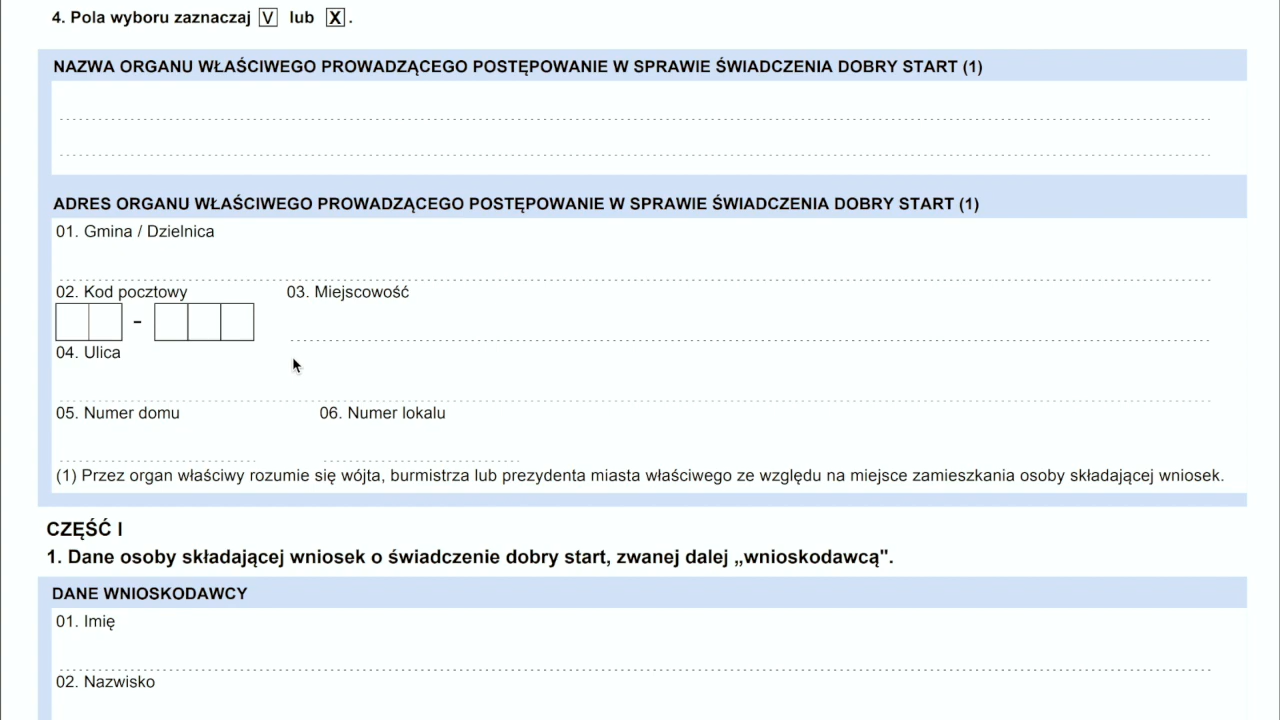 4. Pola wyboru zaznaczaj V lub X.
NAZWA ORGANU WŁAŚCIWEGO PROWADZĄCEGO POSTĘPOWANIE W SPRAWIE ŚWIADCZENIA DOBRY START (1)
ADRES ORGANU WŁAŚCIWEGO PROWADZĄCEGO POSTĘPOWANIE W SPRAWIE ŚWIADCZENIA DOBRY START (1)
01. Gmina / Dzielnica
02. Kod pocztowy 03. Miejscowość
-
04. Ulica
05. Numer domu 06. Numer lokalu
(1) Przez organ właściwy rozumie się wójta, burmistrza lub prezydenta miasta właściwego ze względu na miejsce zamieszkania osoby składającej wniosek.
CZĘŚĆ I
1. Dane osoby składającej wniosek o świadczenie dobry start, zwanej dalej „wnioskodawcą".
DANE WNIOSKODAWCY
01. Imię
02. Nazwisko